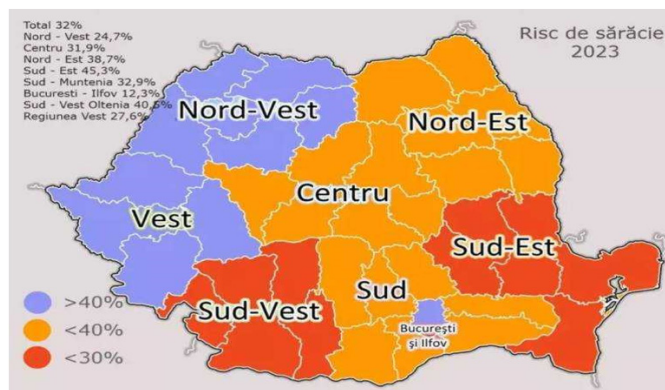 Total 32%
Nord - Vest 24,7%
Centru 31,9%
Nord - Est 38,7%
Sud - Est 45,3%
Sud - Muntenia 32,9%
Bucuresti - Ilfov 12,3%
Sud - Vest Oltenia 40,5%
Regiunea Vest 27,6%
Risc de sărăcie
2023
Nord-Vest
Nord-Est
Centru
Vest
Sud-Est
Sud-Vest
Sud
București
și Ilfov
>40%
<40%
<30%